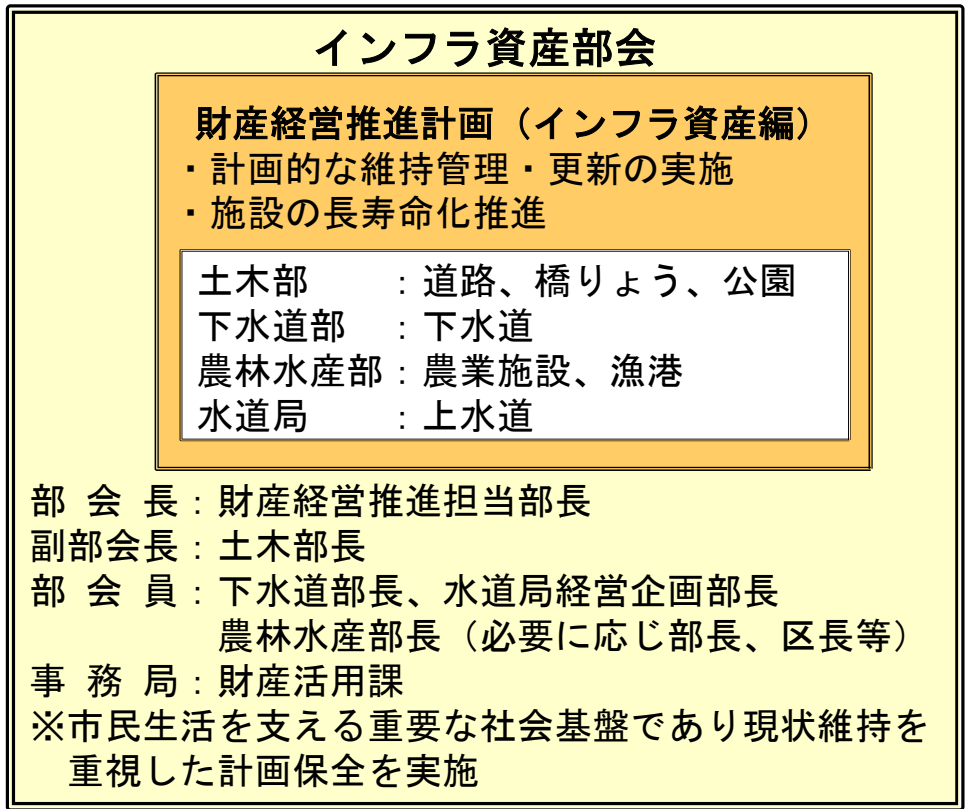 インフラ資産部会
財産経営推進計画（インフラ資産編）
・計画的な維持管理・更新の実施
・施設の長寿命化推進
土木部　　：道路、橋りょう、公園
下水道部　：下水道
農林水産部：農業施設、漁港
水道局　　：上水道
部 会 長：財産経営推進担当部長
副部会長：土木部長
部 会 員：下水道部長、水道局経営企画部長
農林水産部長（必要に応じ部長、区長等）
事 務 局：財産活用課
※市民生活を支える重要な社会基盤であり現状維持を
重視した計画保全を実施